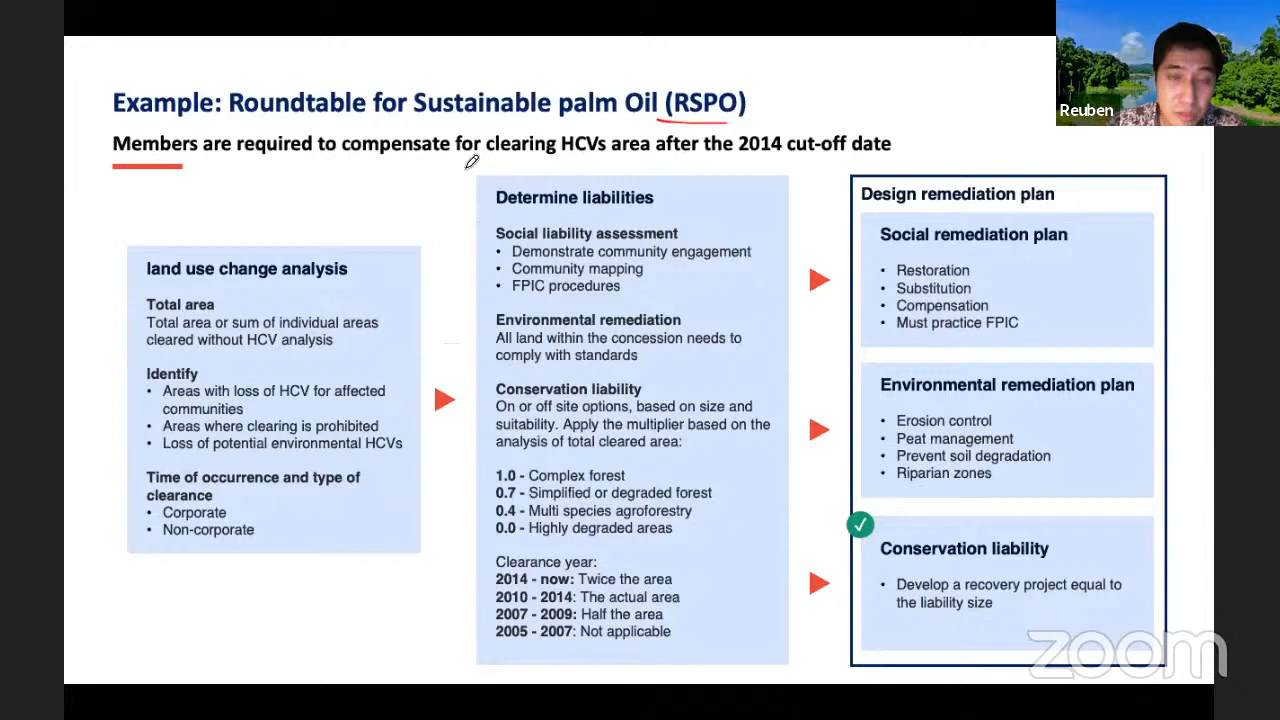 Example: Roundtable for Sustainable palm Oil (RSPO)
Members are required to compensate for clearing HCVs area after the 2014 cut-off date
Reuben
land use change analysis
Total area
Total area or sum of individual areas
cleared without HCV analysis
Identify
• Areas with loss of HCV for affected
communities
• Areas where clearing is prohibited
• Loss of potential environmental HCVs
Time of occurrence and type of
clearance
• Corporate
• Non-corporate
Determine liabilities
Social liability assessment
• Demonstrate community engagement
• Community mapping
• FPIC procedures
Environmental remediation
All land within the concession needs to
comply with standards
Conservation liability
On or off site options, based on size and
suitability. Apply the multiplier based on the
analysis of total cleared area:
1.0 - Complex forest
0.7 - Simplified or degraded forest
0.4 - Multi species agroforestry
0.0 - Highly degraded areas
Clearance year:
2014 - now: Twice the area
2010 - 2014: The actual area
2007 - 2009: Half the area
2005 - 2007: Not applicable
Design remediation plan
Social remediation plan
• Restoration
• Substitution
• Compensation
• Must practice FPIC
Environmental remediation plan
• Erosion control
• Peat management
• Prevent soil degradation
• Riparian zones
Conservation liability
• Develop a recovery project equal to
the liability size
zoom